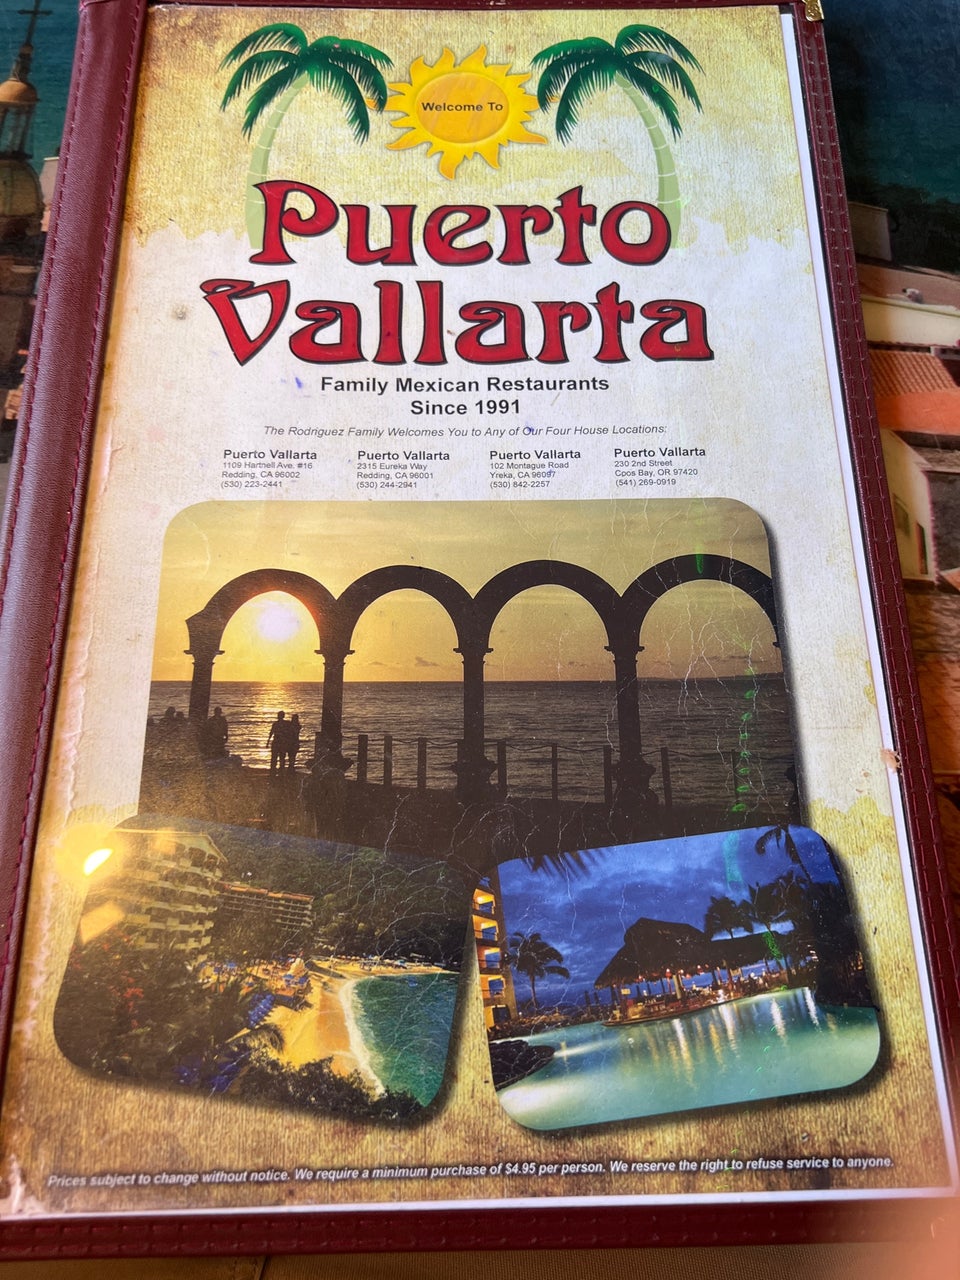 Welcome To
Puerto
Vallarta
Family Mexican Restaurants
Since 1991
The Rodriguez Family Welcomes You to Any of Our Four House Locations:
Puerto Vallarta
1109 Hartnell Ave. #16
Redding, CA 96002
(530) 223-2441
Puerto Vallarta
2315 Eureka Way
Redding, CA 96001
(530) 244-2941
Puerto Vallarta
102 Montague Road
Yreka, CA 96097
(530) 842-2257
Puerto Vallarta
230 2nd Street
Coos Bay, OR 97420
(541) 269-0919
Prices subject to change without notice. We require a minimum purchase of $4.95 per person. We reserve the right to refuse service to anyone.